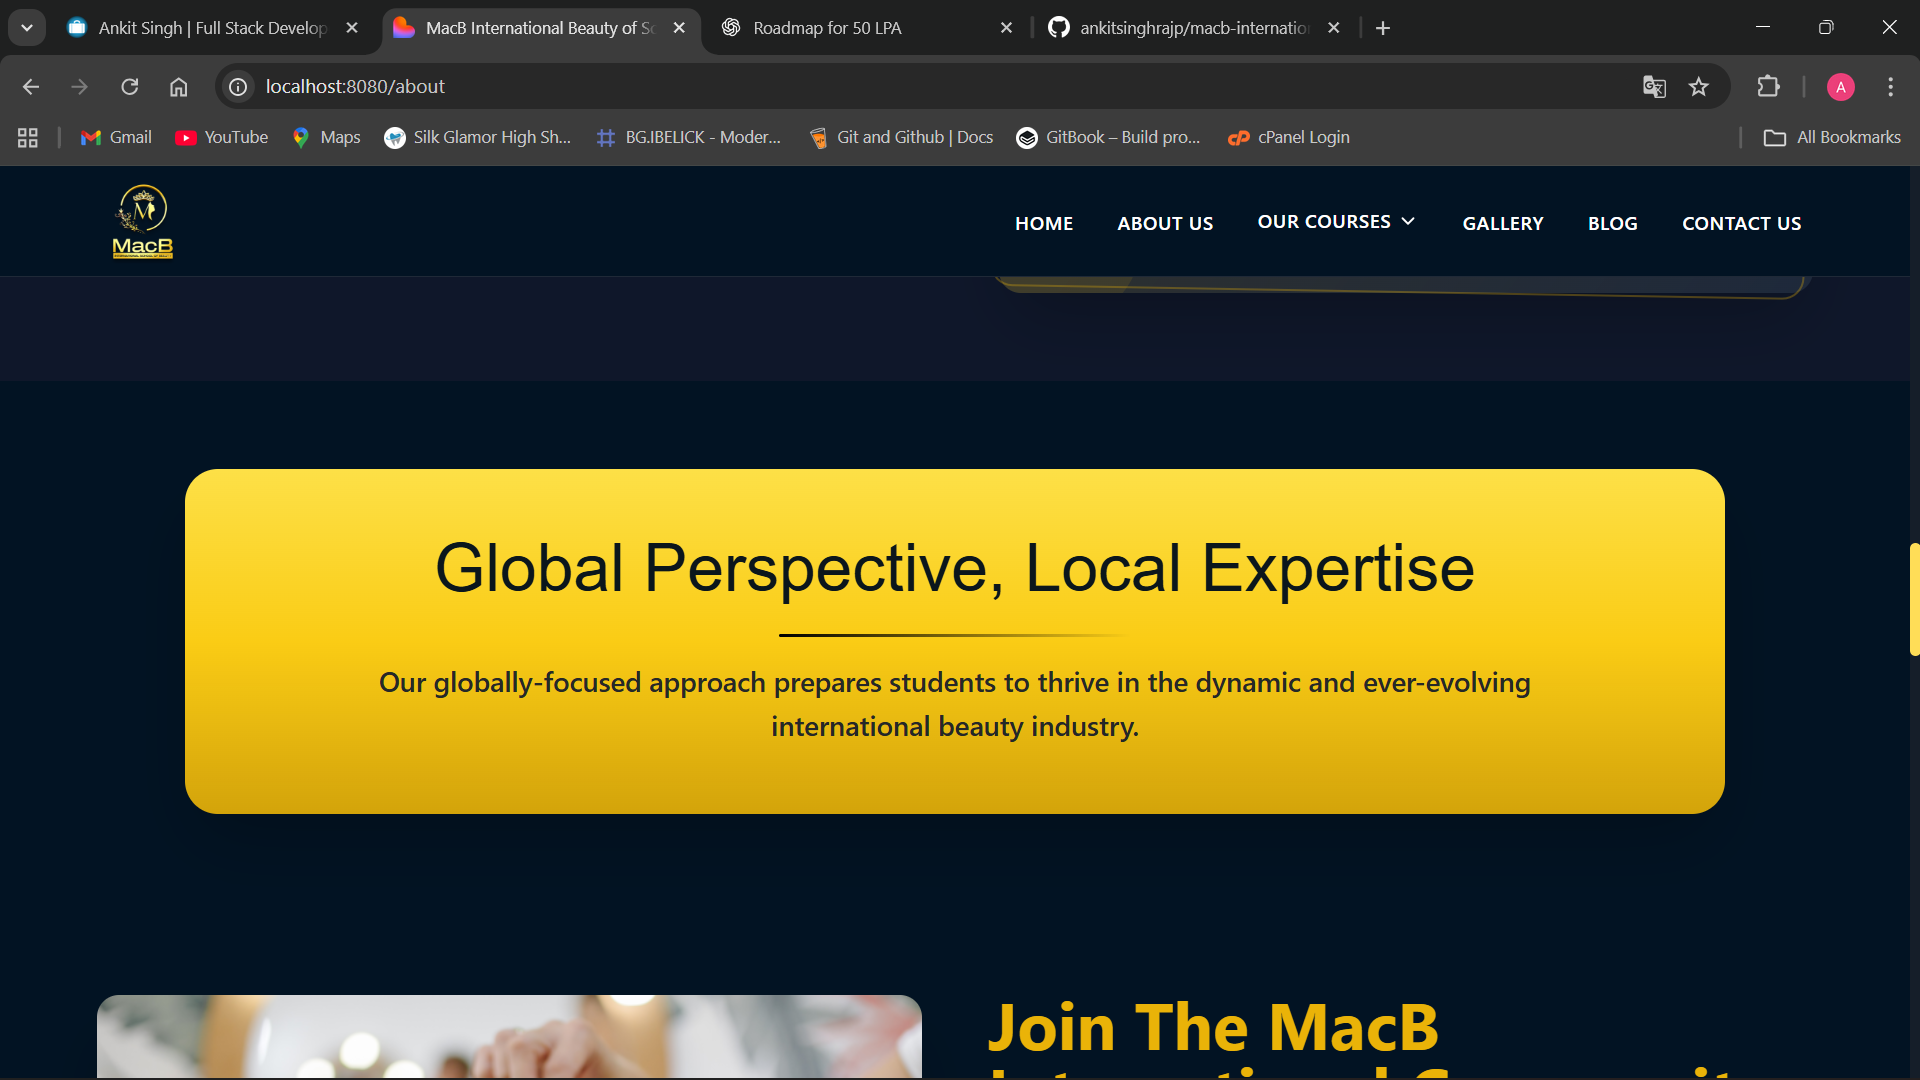 Ankit Singh | Full Stack Develop
MacB International Beauty of Sc
Roadmap for 50 LPA
ankitsinghrajp/macb-internatio
localhost:8080/about
A
Gmail
YouTube
Maps
Silk Glamor High Sh...
BG.IBELICK - Moder...
Git and Github | Docs
GitBook – Build pro...
cP
cPanel Login
All Bookmarks
M
MacB
HOME
ABOUT US
OUR COURSES
GALLERY
BLOG
CONTACT US
Global Perspective, Local Expertise
Our globally-focused approach prepares students to thrive in the dynamic and ever-evolving
international beauty industry.
Join The MacB